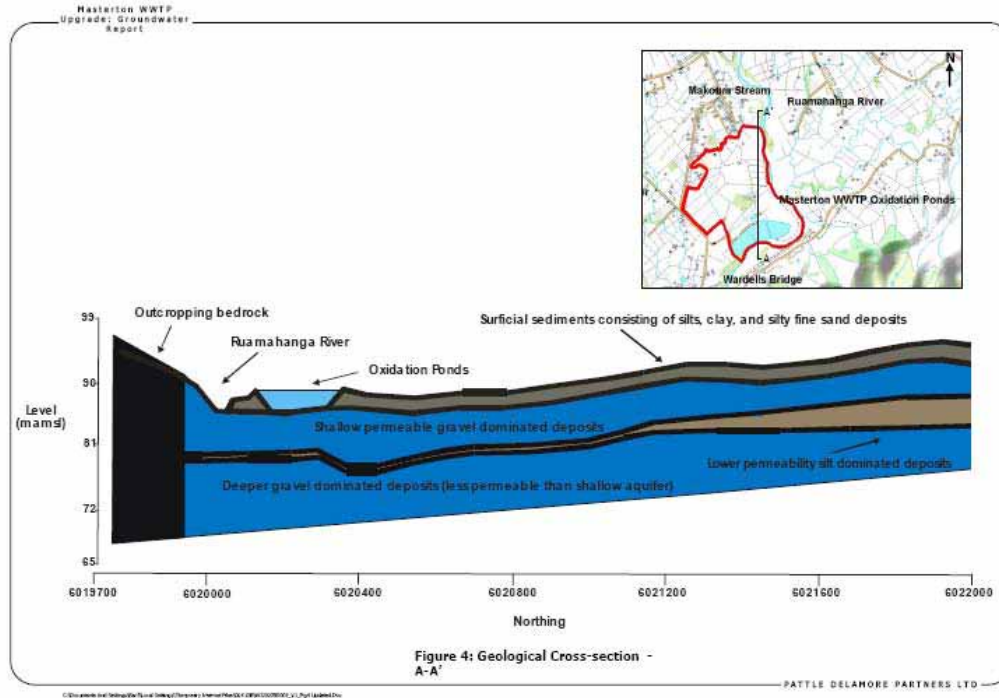 Masterton WWTP
Upgrade: Groundwater
Report
N
Makoura Stream
Ruamahanga River
A'
Masterton WWTP Oxidation Ponds
A
Wardells Bridge
99
Outcropping bedrock
Ruamahanga River
Oxidation Ponds
Surficial sediments consisting of silts, clay, and silty fine sand deposits
90
Level
(mamsl)
Shallow permeable gravel dominated deposits
81
Lower permeability silt dominated deposits
Deeper gravel dominated deposits (less permeable than shallow aquifer)
72
65
6019700 6020000 6020400 6020800 6021200 6021600 6022000
Northing
Figure 4: Geological Cross-section -
A-A'
PATTLE DELAMORE PARTNERS LTD